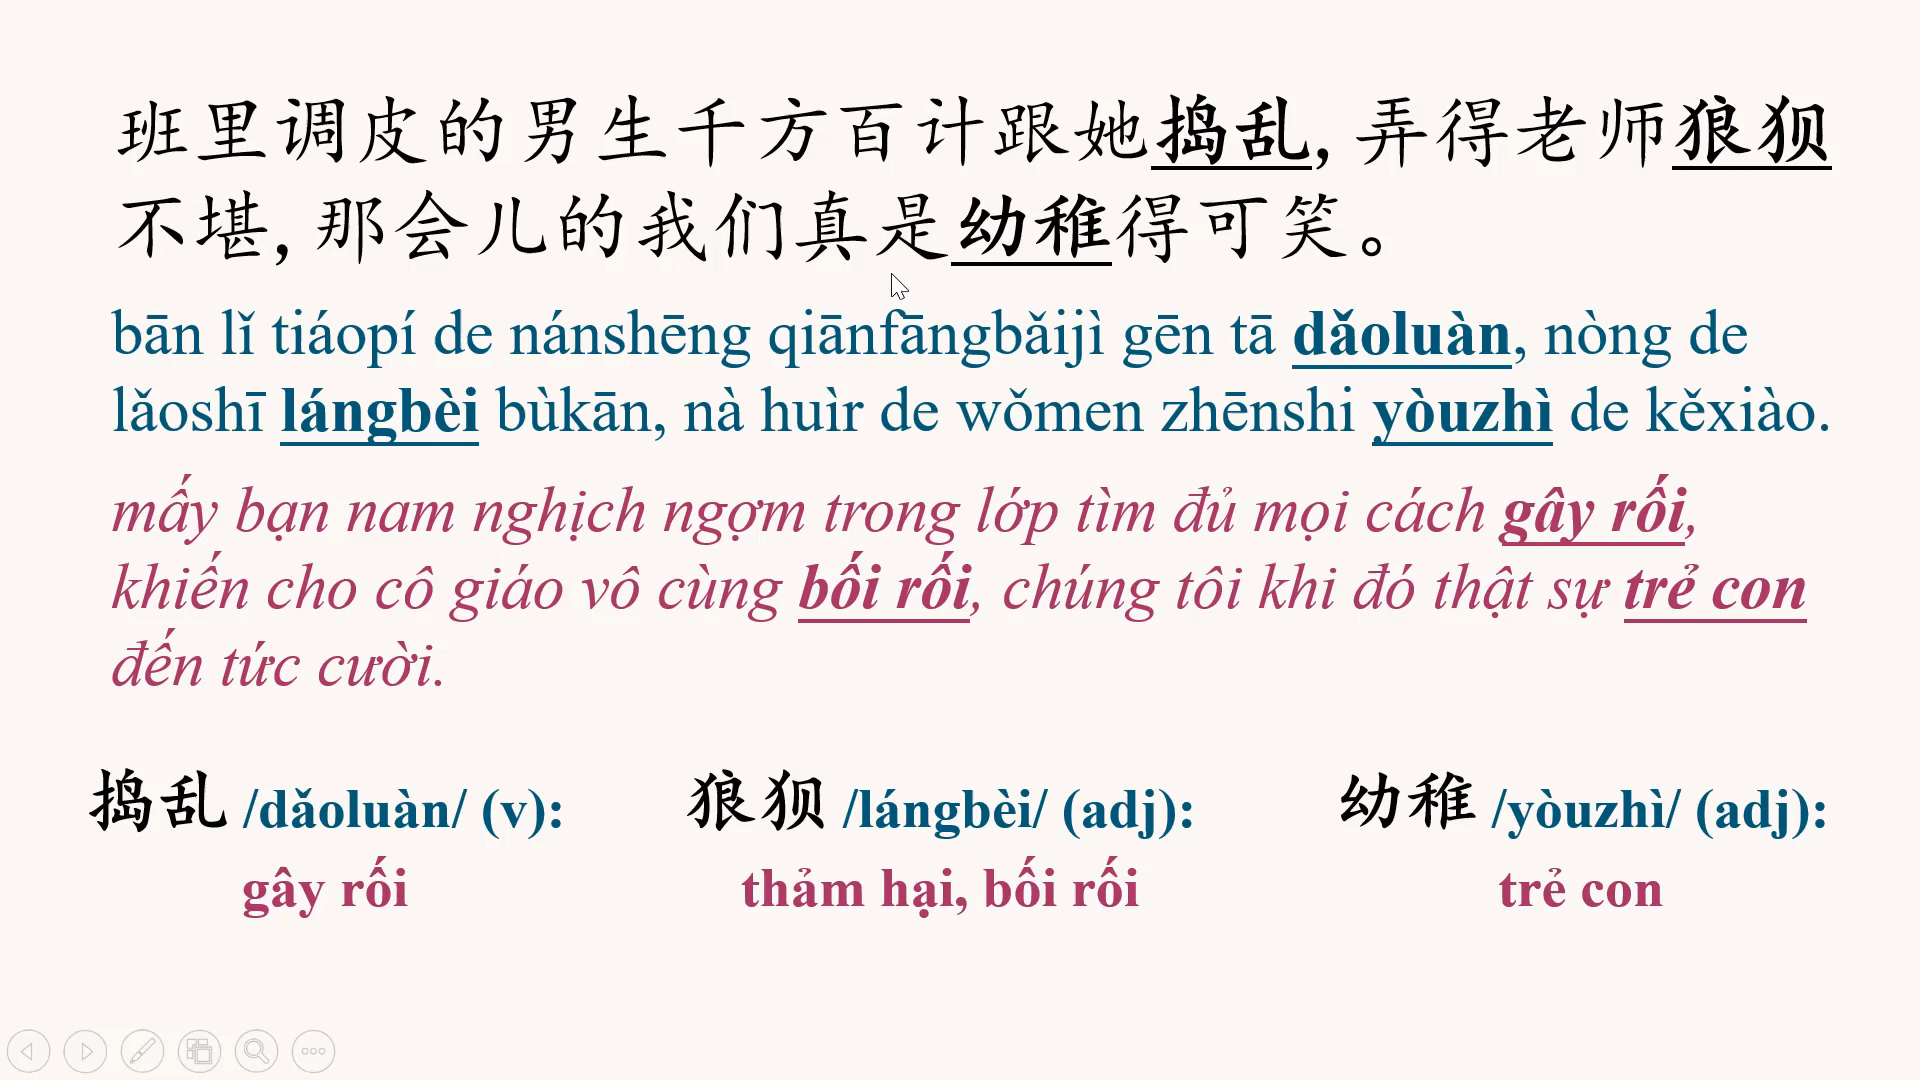 班里调皮的男生千方百计跟她捣乱, 弄得老师狼狈
不堪, 那会儿的我们真是幼稚得可笑。
bān lǐ tiáopí de nánshēng qiānfāngbǎijì gēn tā dǎoluàn, nòng de
lǎoshī lángbèi bùkān, nà huìr de wǒmen zhēnshi yòuzhì de kěxiào.
mấy bạn nam nghịch ngợm trong lớp tìm đủ mọi cách gây rối,
khiến cho cô giáo vô cùng bối rối, chúng tôi khi đó thật sự trẻ con
đến tức cười.
捣乱 /dǎoluàn/ (v):
gây rối
狼狈 /lángbèi/ (adj):
thảm hại, bối rối
幼稚 /yòuzhì/ (adj):
trẻ con